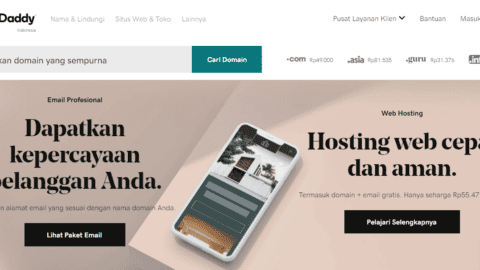 Daddy
Indonesia
Nama & Lindungi Situs Web & Toko Lainnya
Pusat Layanan Klien Bantuan Masuk
kan domain yang sempurna
Cari Domain
.com Rp49.000 .asia Rp81.535 .guru Rp31.376
Email Profesional
Dapatkan
kepercayaan
pelanggan Anda.
alamat email yang sesuai dengan nama domain Anda.
Lihat Paket Email
Web Hosting
Hosting web cepa
dan aman.
Termasuk domain + email gratis. Hanya seharga Rp55.47
Pelajari Selengkapnya